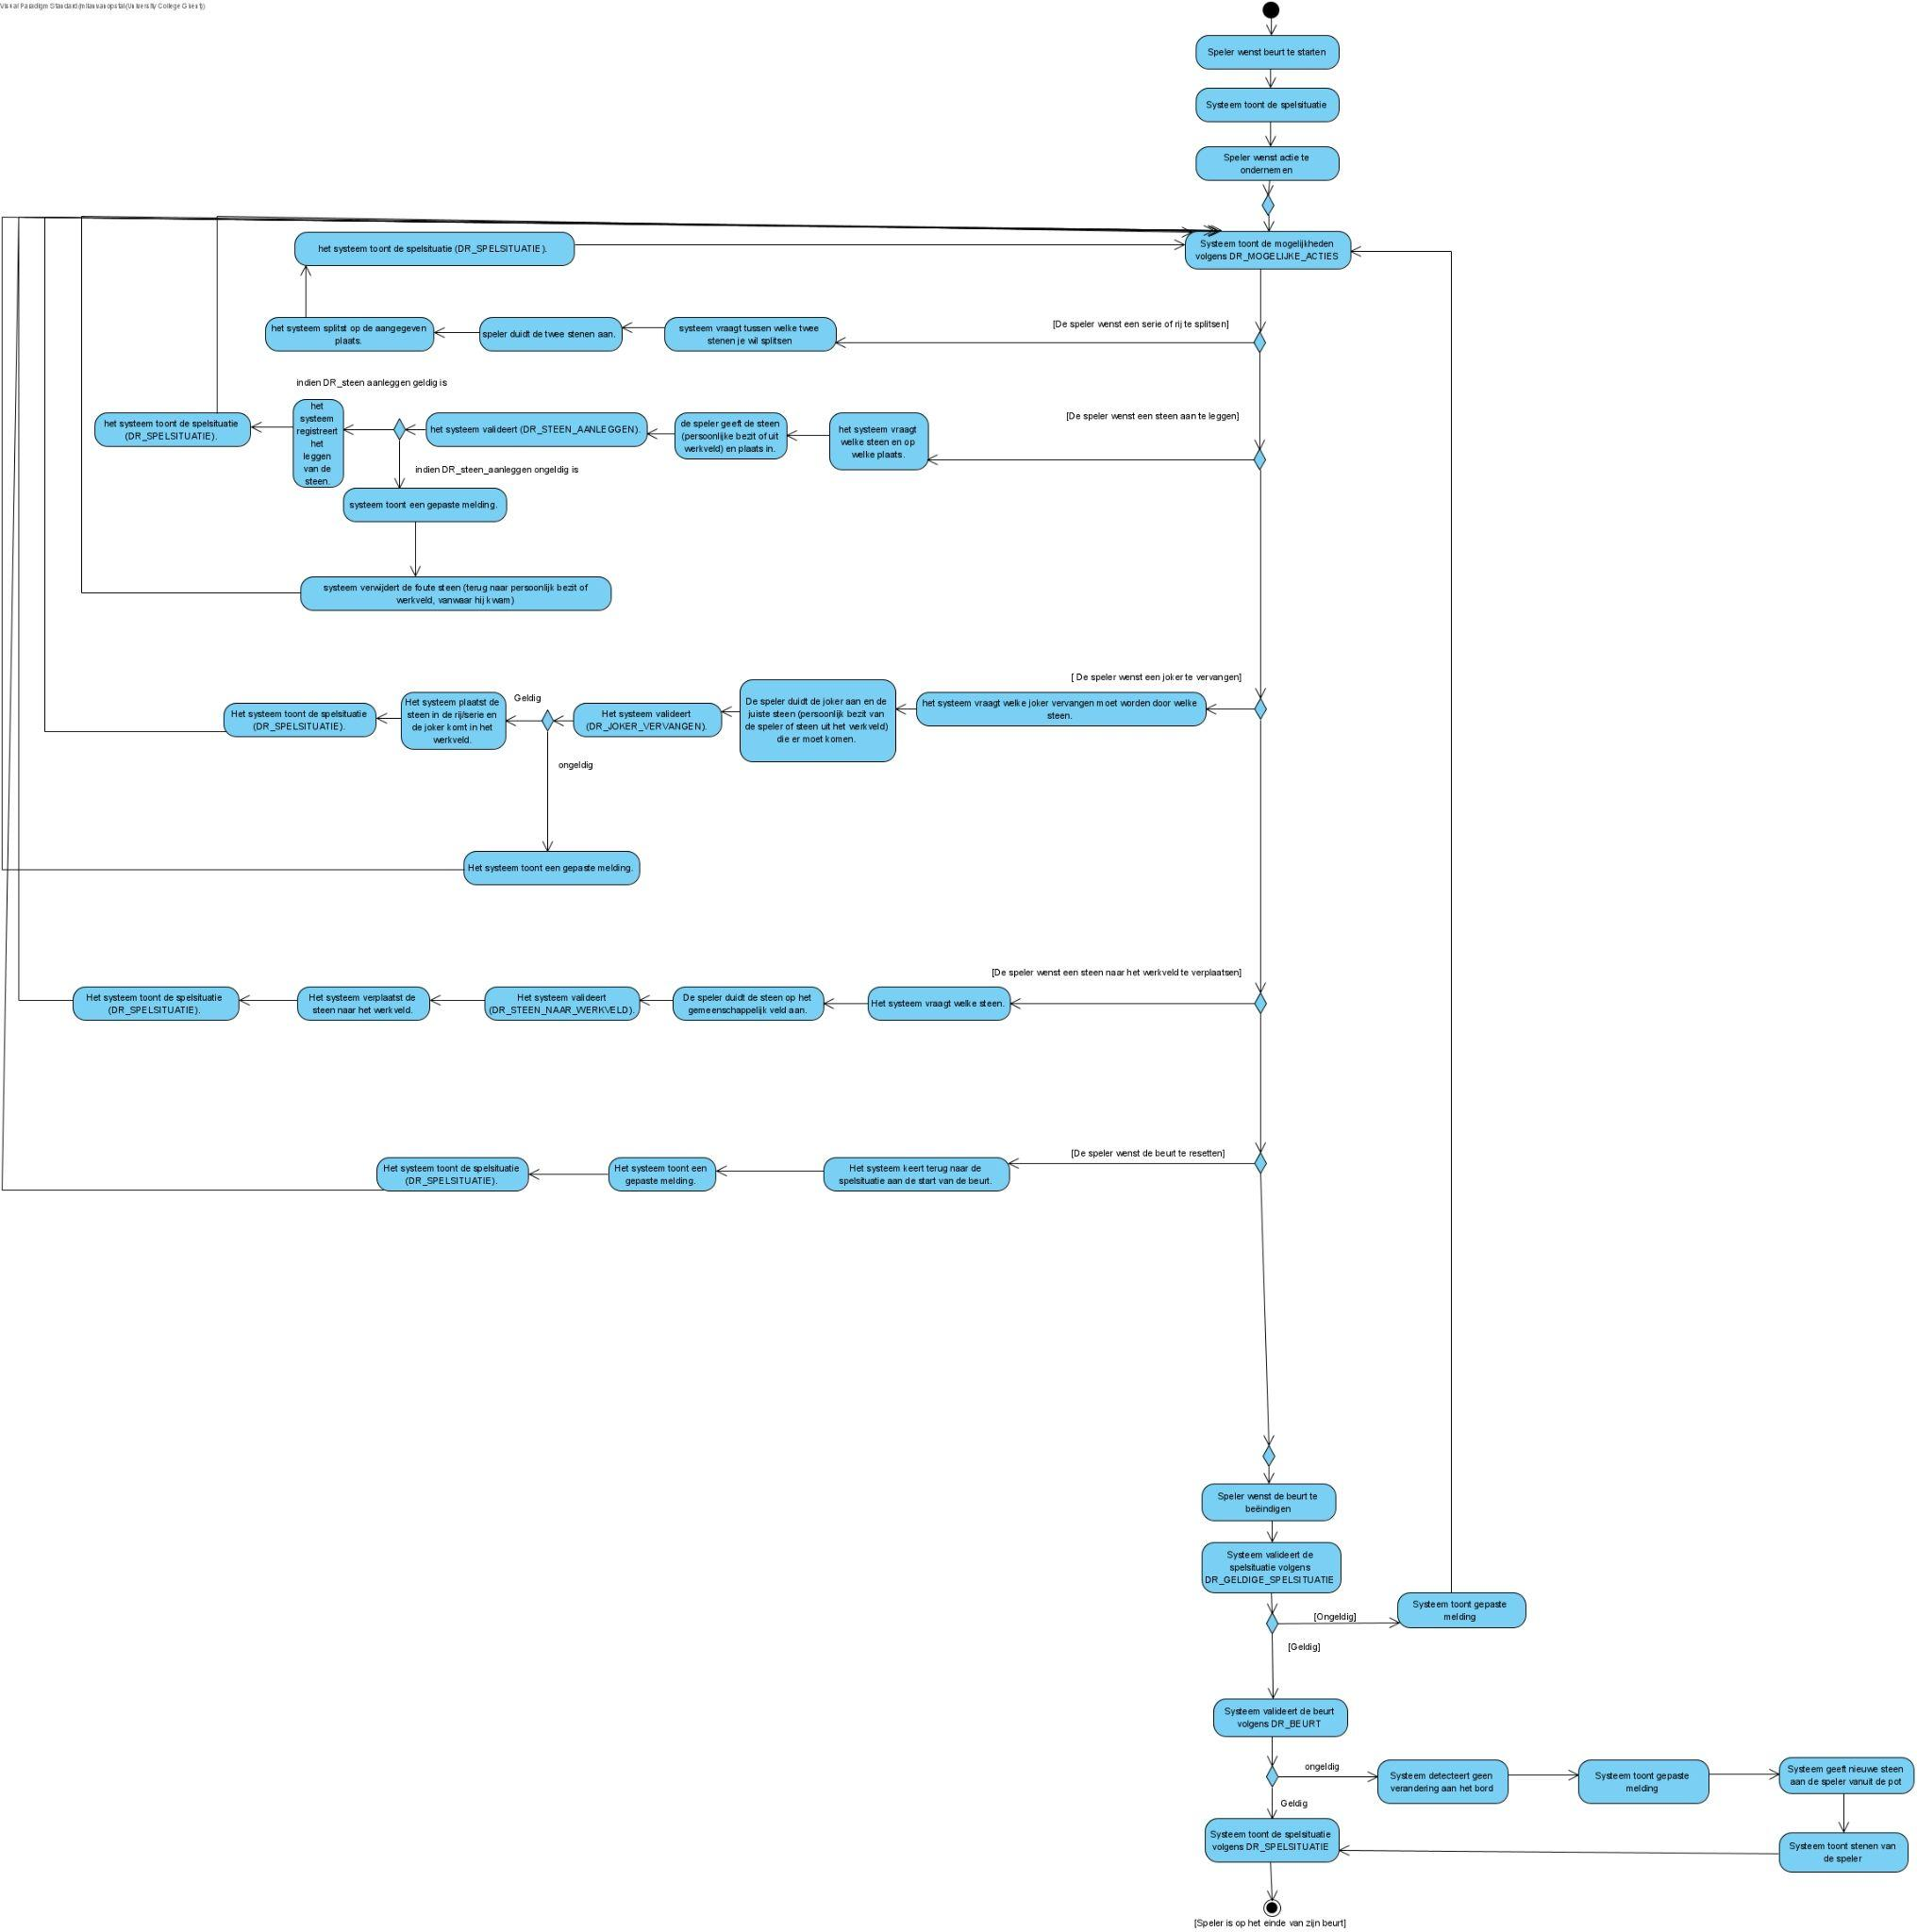 Visual Paradigm Standard(milanvanopstal(University College Ghent))
Speler wenst beurt te starten
Systeem toont de spelsituatie
Speler wenst actie te
ondernemen
Systeem toont de mogelijkheden
volgens DR_MOGELIJKE_ACTIES
het systeem toont de spelsituatie (DR_SPELSITUATIE).
[De speler wenst een serie of rij te splitsen]
systeem vraagt tussen welke twee
stenen je wil splitsen
speler duidt de twee stenen aan.
het systeem splitst op de aangegeven
plaats.
[De speler wenst een steen aan te leggen]
het systeem vraagt
welke steen en op
welke plaats.
de speler geeft de steen
(persoonlijke bezit of uit
werkveld) en plaats in.
het systeem valideert (DR_STEEN_AANLEGGEN).
indien DR_steen aanleggen geldig is
het
systeem
registreert
het
leggen
van de
steen.
het systeem toont de spelsituatie
(DR_SPELSITUATIE).
indien DR_steen_aanleggen ongeldig is
systeem toont een gepaste melding.
systeem verwijdert de foute steen (terug naar persoonlijk bezit of
werkveld, vanwaar hij kwam)
[ De speler wenst een joker te vervangen]
het systeem vraagt welke joker vervangen moet worden door welke
steen.
De speler duidt de joker aan en de
juiste steen (persoonlijk bezit van
de speler of steen uit het werkveld)
die er moet komen.
Het systeem valideert
(DR_JOKER_VERVANGEN).
Geldig
Het systeem plaatst de
steen in de rij/serie en
de joker komt in het
werkveld.
Het systeem toont de spelsituatie
(DR_SPELSITUATIE).
ongeldig
Het systeem toont een gepaste melding.
[De speler wenst een steen naar het werkveld te verplaatsen]
Het systeem vraagt welke steen.
De speler duidt de steen op het
gemeenschappelijk veld aan.
Het systeem valideert
(DR_STEEN_NAAR_WERKVELD).
Het systeem verplaatst de
steen naar het werkveld.
Het systeem toont de spelsituatie
(DR_SPELSITUATIE).
[De speler wenst de beurt te resetten]
Het systeem keert terug naar de
spelsituatie aan de start van de beurt.
Het systeem toont een
gepaste melding.
Het systeem toont de spelsituatie
(DR_SPELSITUATIE).
Speler wenst de beurt te
beëindigen
Systeem valideert de
spelsituatie volgens
DR_GELDIGE_SPELSITUATIE
[Ongeldig]
Systeem toont gepaste
melding
[Geldig]
Systeem valideert de beurt
volgens DR_BEURT
ongeldig
Systeem detecteert geen
verandering aan het bord
Systeem toont gepaste
melding
Systeem geeft nieuwe steen
aan de speler vanuit de pot
Geldig
Systeem toont de spelsituatie
volgens DR_SPELSITUATIE
Systeem toont stenen van
de speler
[Speler is op het einde van zijn beurt]